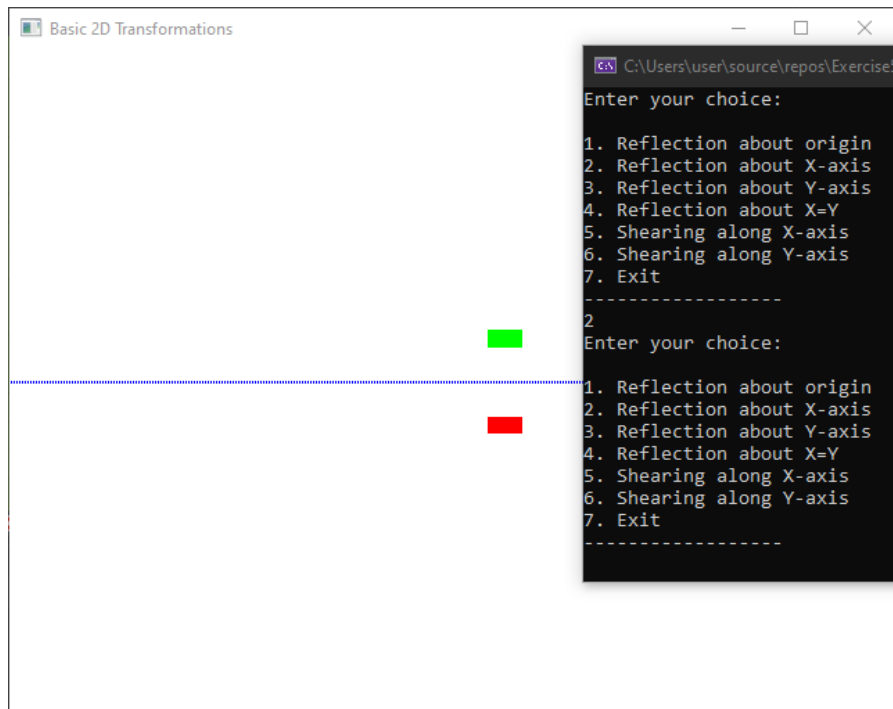 Basic 2D Transformations
C:\Users\user\source\repos\Exercise5
Enter your choice:
1. Reflection about origin
2. Reflection about X-axis
3. Reflection about Y-axis
4. Reflection about X=Y
5. Shearing along X-axis
6. Shearing along Y-axis
7. Exit
------------------
2
Enter your choice:
1. Reflection about origin
2. Reflection about X-axis
3. Reflection about Y-axis
4. Reflection about X=Y
5. Shearing along X-axis
6. Shearing along Y-axis
7. Exit
------------------